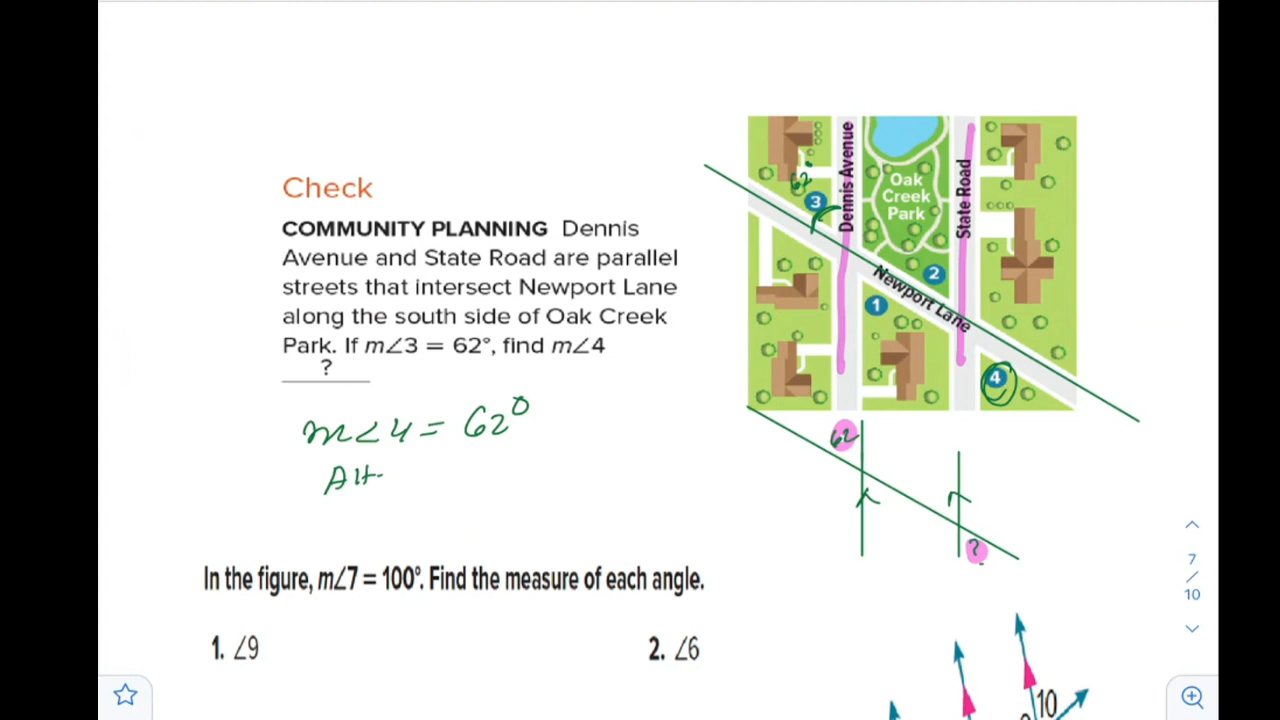 Check
COMMUNITY PLANNING Dennis
Avenue and State Road are parallel
streets that intersect Newport Lane
along the south side of Oak Creek
Park. If m∠3 = 62°, find m∠4
?
m∠4 = 62°
Alt
62°
3
Dennis Avenue
Oak
Creek
Park
State Road
2
Newport Lane
1
4
62
?
In the figure, m∠7 = 100°. Find the measure of each angle.
1. ∠9
2. ∠6
10
7
/
10